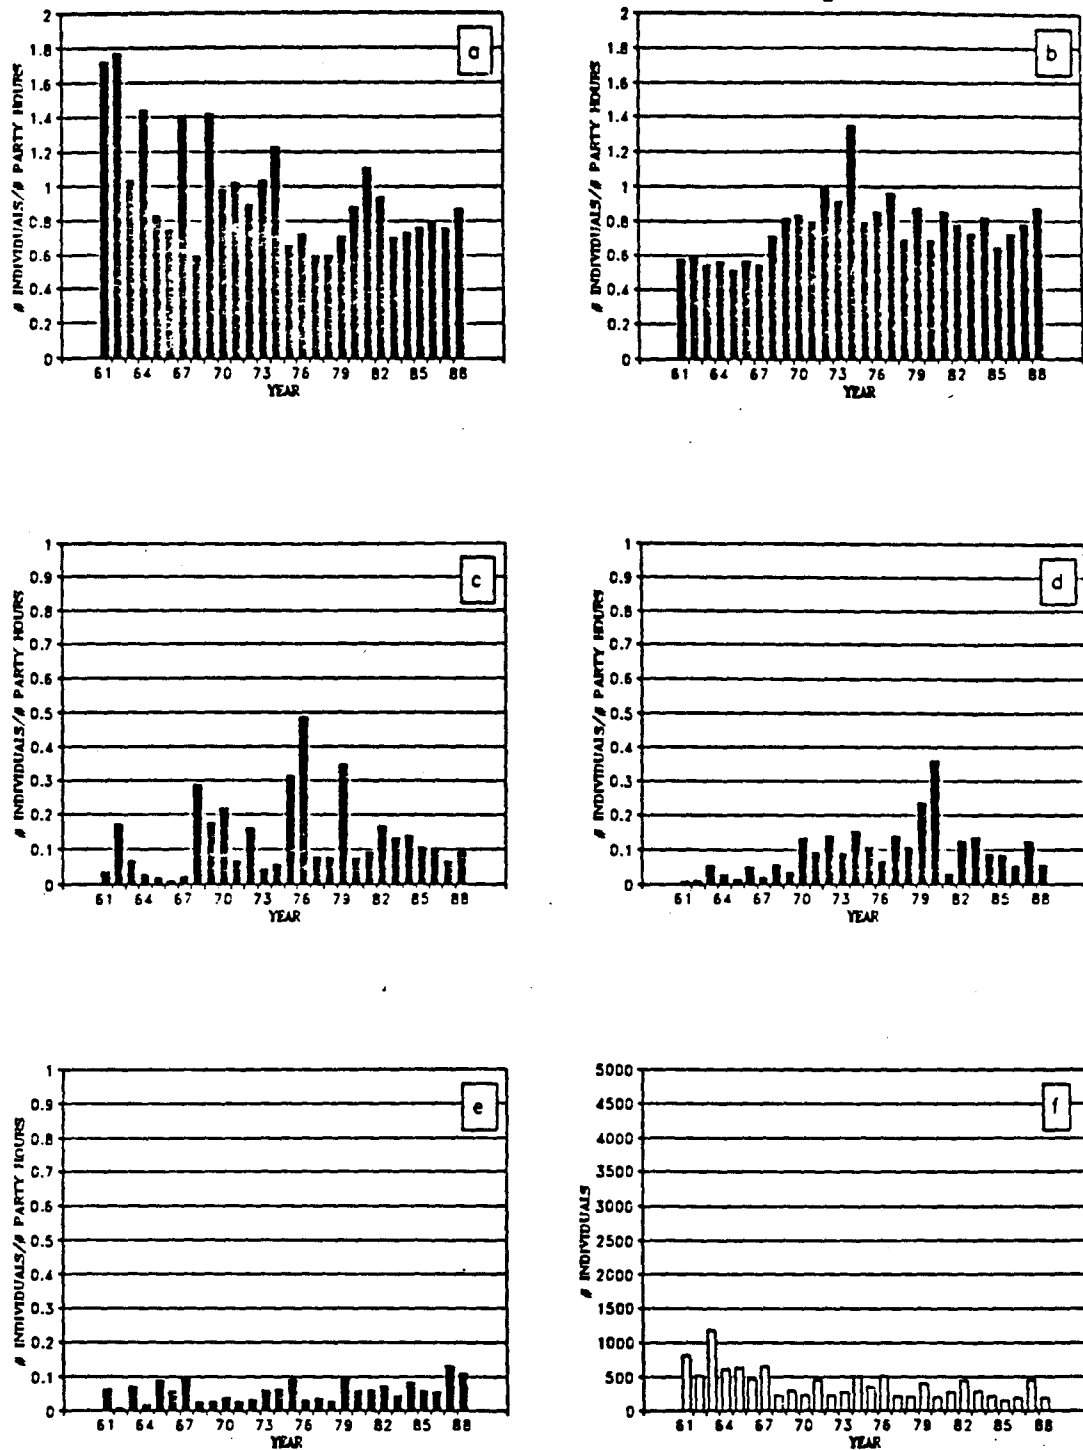 a
# INDIVIDUALS/# PARTY HOURS
2
1.8
1.6
1.4
1.2
1
0.8
0.6
0.4
0.2
0
61 64 67 70 73 76 79 82 85 88
YEAR
b
# INDIVIDUALS/# PARTY HOURS
2
1.8
1.6
1.4
1.2
1
0.8
0.6
0.4
0.2
0
61 64 67 70 73 76 79 82 85 88
YEAR
c
# INDIVIDUALS/# PARTY HOURS
1
0.9
0.8
0.7
0.6
0.5
0.4
0.3
0.2
0.1
0
61 64 67 70 73 76 79 82 85 88
YEAR
d
# INDIVIDUALS/# PARTY HOURS
1
0.9
0.8
0.7
0.6
0.5
0.4
0.3
0.2
0.1
0
61 64 67 70 73 76 79 82 85 88
YEAR
e
# INDIVIDUALS/# PARTY HOURS
1
0.9
0.8
0.7
0.6
0.5
0.4
0.3
0.2
0.1
0
61 64 67 70 73 76 79 82 85 88
YEAR
f
# INDIVIDUALS
5000
4500
4000
3500
3000
2500
2000
1500
1000
500
0
61 64 67 70 73 76 79 82 85 88
YEAR